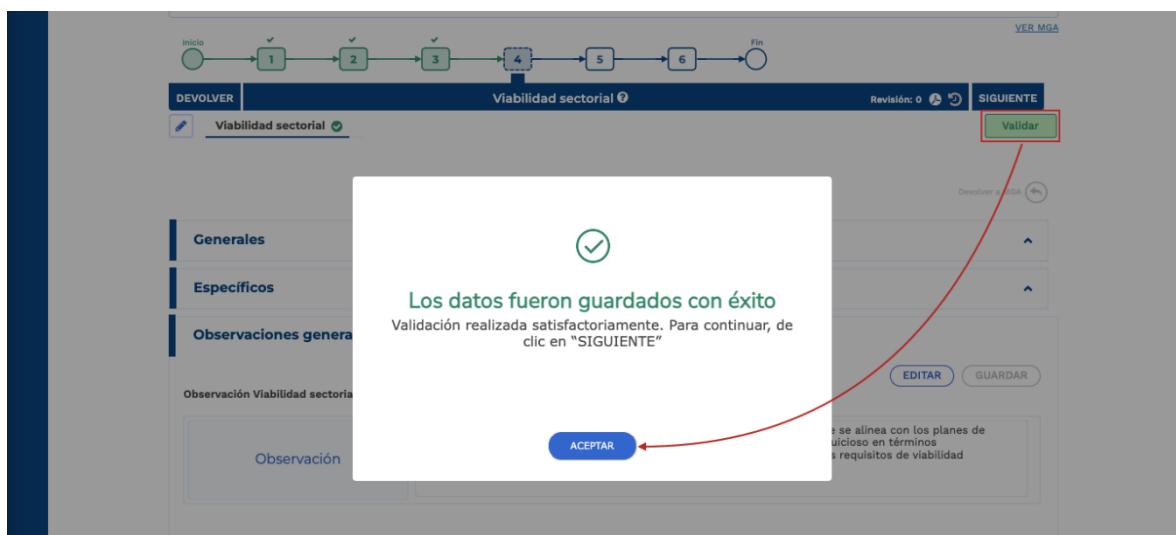 VER MGA
Inicio
Fin
1
2
3
4
5
6
DEVOLVER
Viabilidad sectorial
Revisión: 0
SIGUIENTE
Viabilidad sectorial
Validar
Devolver a MGA
Generales
Específicos
Los datos fueron guardados con éxito
Validación realizada satisfactoriamente. Para continuar, de
clic en "SIGUIENTE"
Observaciones genera
EDITAR
GUARDAR
Observación Viabilidad sectoria
ACEPTAR
Observación
e se alinea con los planes de
uicioso en términos
s requisitos de viabilidad